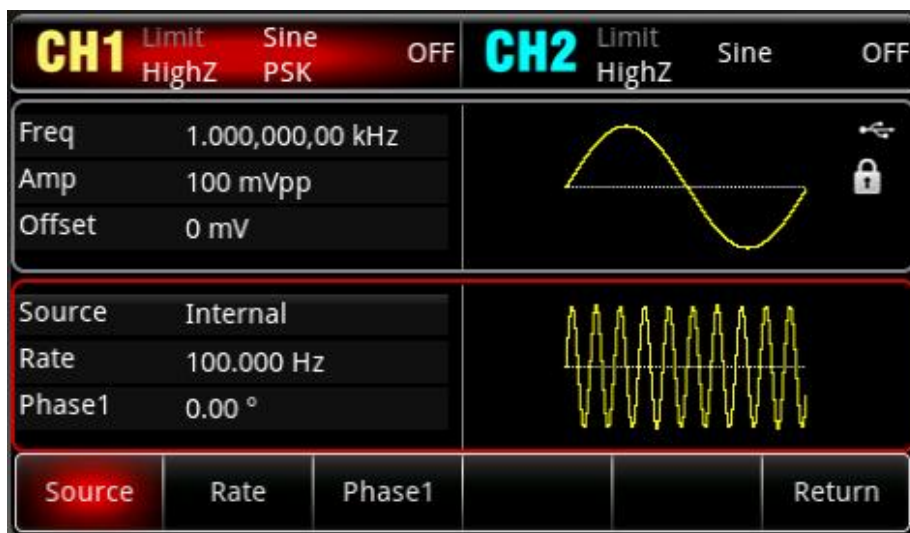 CH1 Limit Sine OFF CH2 Limit Sine OFF
HighZ PSK HighZ
Freq 1.000,000,00 kHz
Amp 100 mVpp
Offset 0 mV
Source Internal
Rate 100.000 Hz
Phase1 0.00 °
Source Rate Phase1 Return